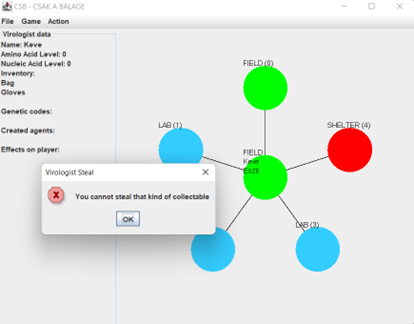 CSB - CSAK A BALAGE
File Game Action
Virologist data
Name: Keve
Amino Acid Level: 0
Nucleic Acid Level: 0
Inventory:
Bag
Gloves
Genetic codes:
Created agents:
Effects on player:
FIELD (8)
LAB (1)
SHELTER (4)
FIELD
Keve
LAB (3)
Virologist Steal
You cannot steal that kind of collectable
OK